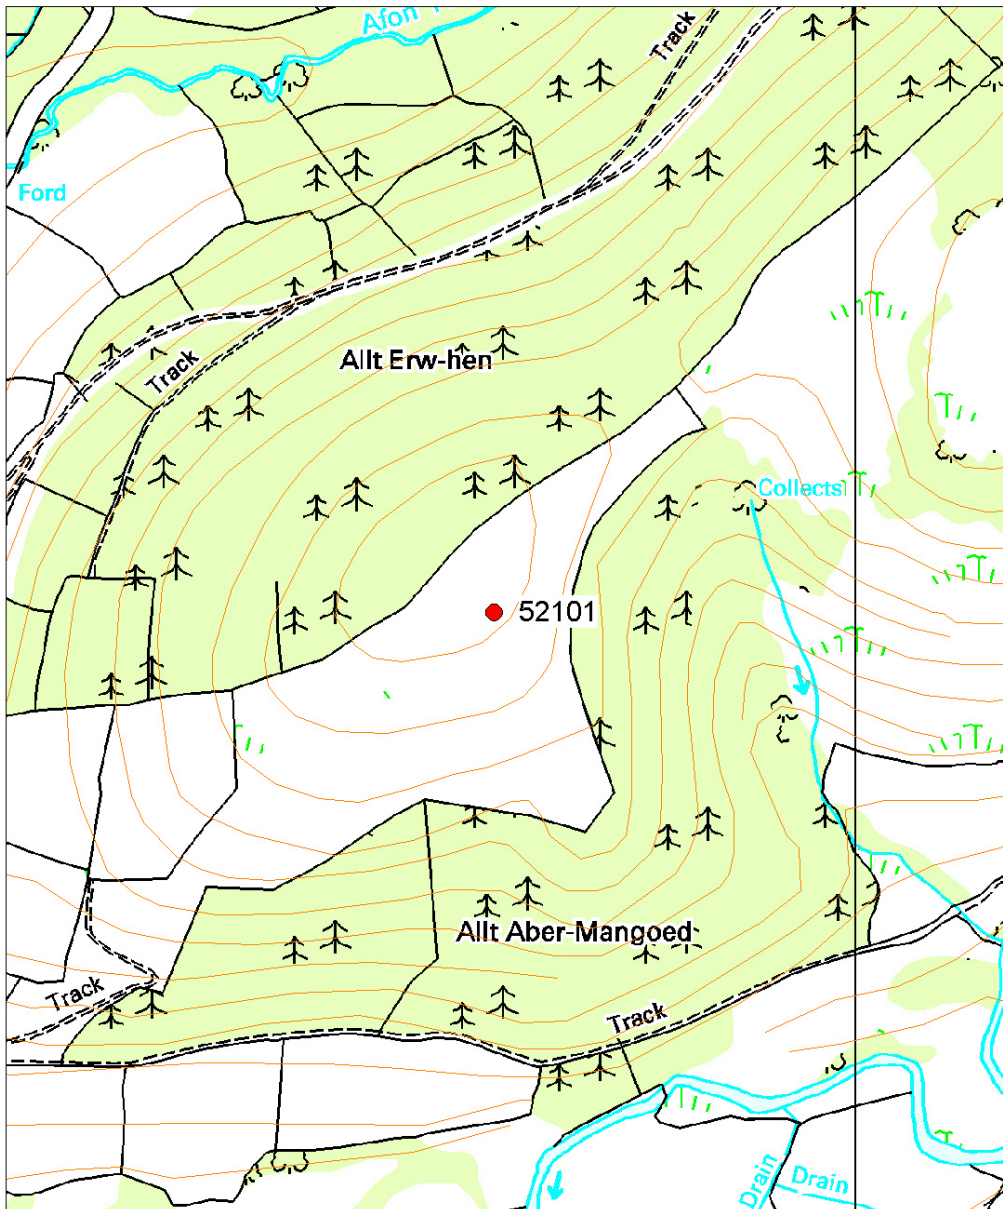 Afon
Track
Ford
Allt Erw-hen
Track
Collects
52101
Allt Aber-Mangoed
Track
Track
Drain
Drain